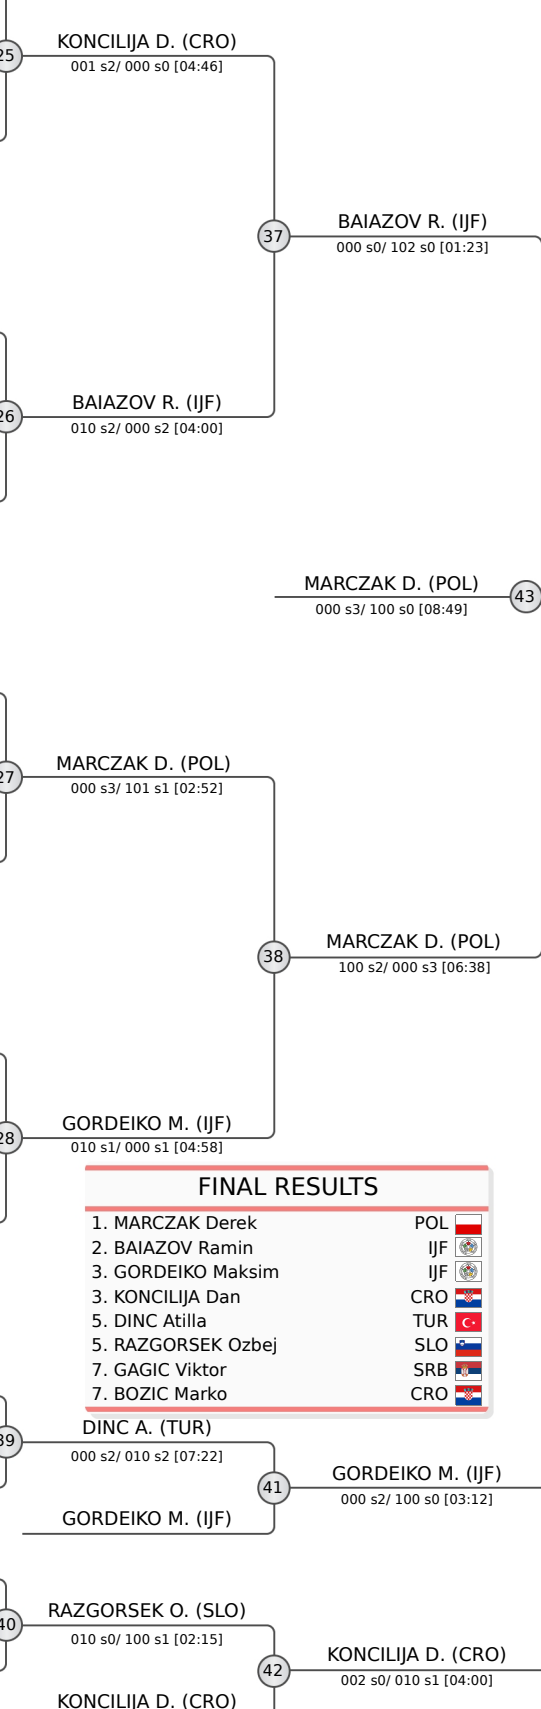 KONCILIJA D. (CRO)
25
001 s2/ 000 s0 [04:46]
BAIAZOV R. (IJF)
37
000 s0/ 102 s0 [01:23]
BAIAZOV R. (IJF)
26
010 s2/ 000 s2 [04:00]
MARCZAK D. (POL)
43
000 s3/ 100 s0 [08:49]
MARCZAK D. (POL)
27
000 s3/ 101 s1 [02:52]
MARCZAK D. (POL)
38
100 s2/ 000 s3 [06:38]
GORDEIKO M. (IJF)
28
010 s1/ 000 s1 [04:58]
FINAL RESULTS
1. MARCZAK Derek POL
2. BAIAZOV Ramin IJF
3. GORDEIKO Maksim IJF
3. KONCILIJA Dan CRO
5. DINC Atilla TUR
5. RAZGORSEK Ozbej SLO
7. GAGIC Viktor SRB
7. BOZIC Marko CRO
DINC A. (TUR)
39
000 s2/ 010 s2 [07:22]
GORDEIKO M. (IJF)
41
000 s2/ 100 s0 [03:12]
GORDEIKO M. (IJF)
RAZGORSEK O. (SLO)
40
010 s0/ 100 s1 [02:15]
KONCILIJA D. (CRO)
42
002 s0/ 010 s1 [04:00]
KONCILIJA D. (CRO)